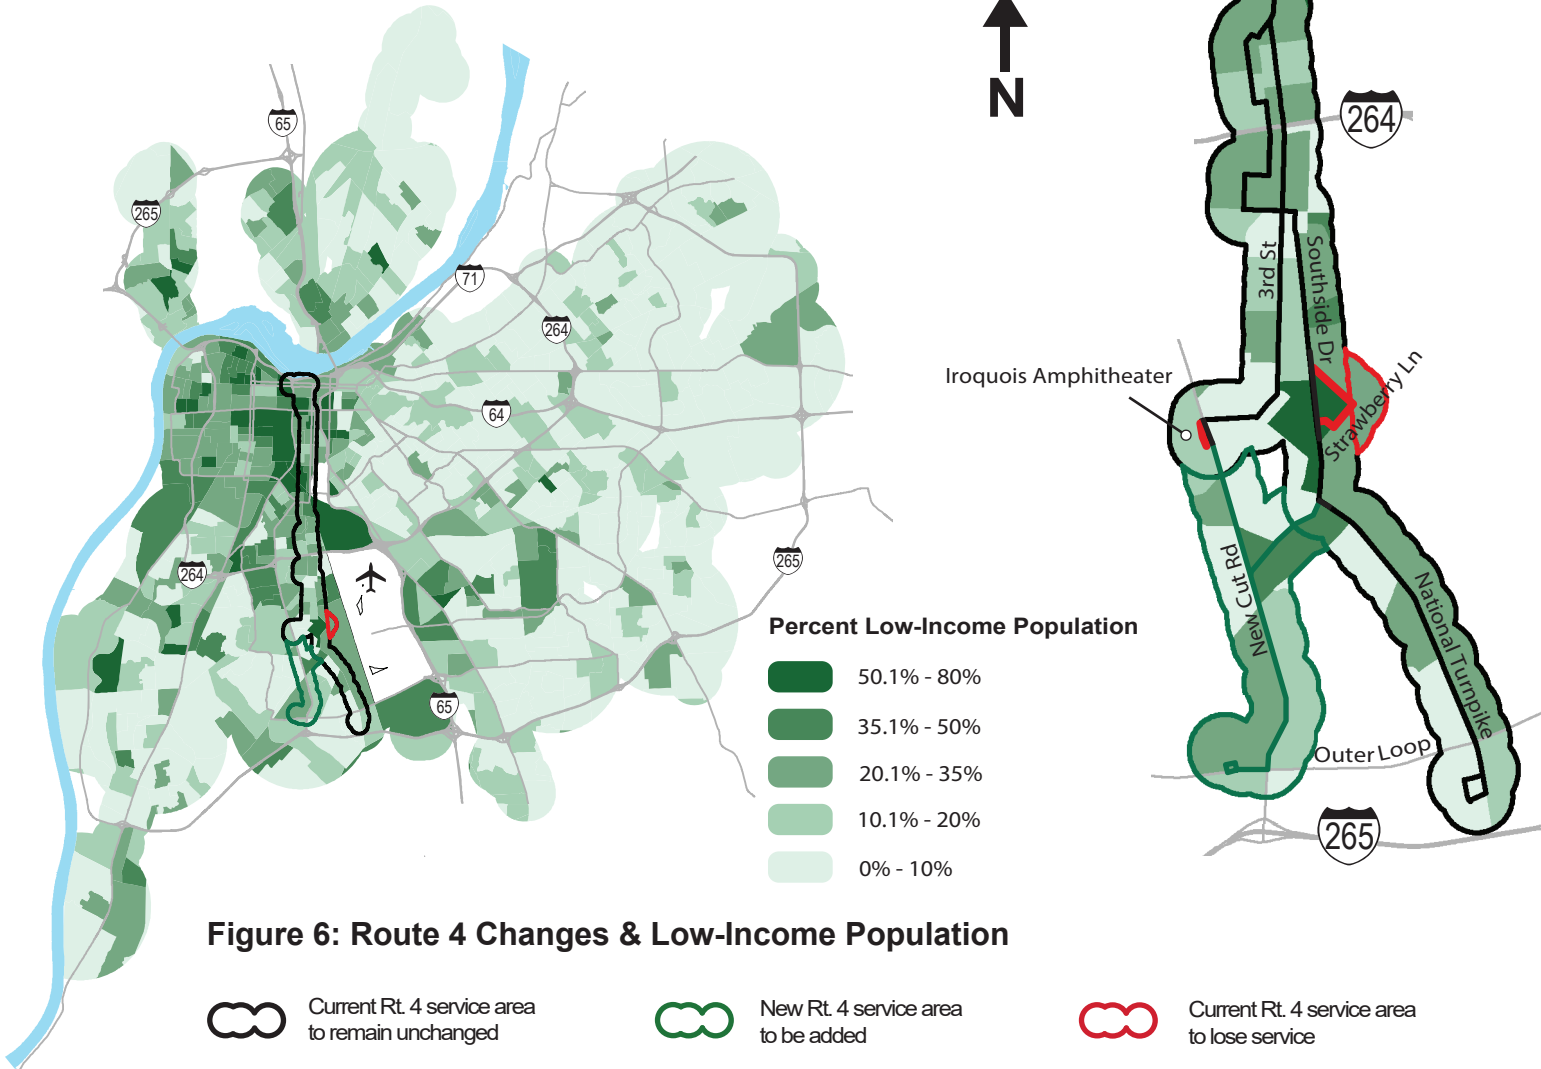 65
265
71
264
64
264
265
65
N
264
3rd St
Southside Dr
Iroquois Amphitheater
Strawberry Ln
New Cut Rd
National Turnpike
Outer Loop
265
Percent Low-Income Population
50.1% - 80%
35.1% - 50%
20.1% - 35%
10.1% - 20%
0% - 10%
Figure 6: Route 4 Changes & Low-Income Population
Current Rt. 4 service area
to remain unchanged
New Rt. 4 service area
to be added
Current Rt. 4 service area
to lose service